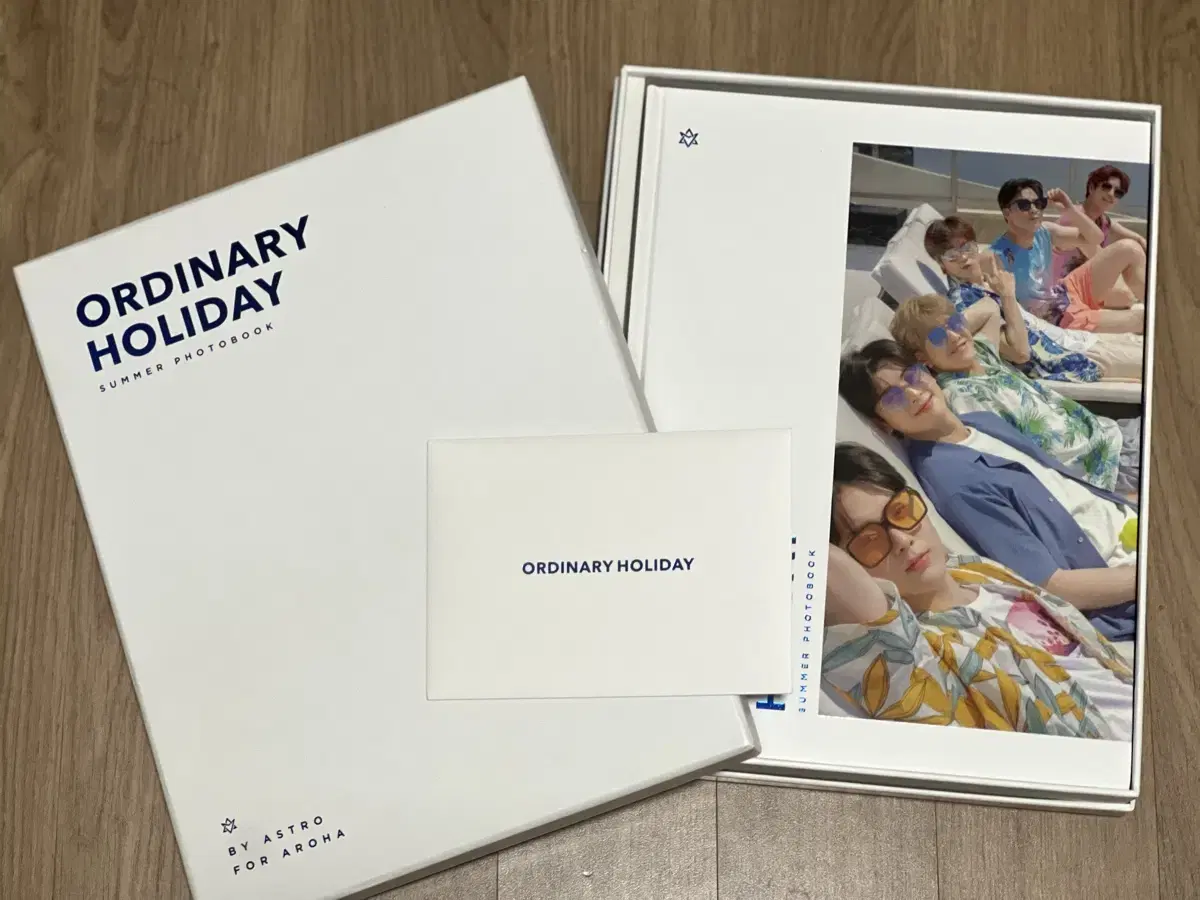 ORDINARY
HOLIDAY
SUMMER PHOTOBOOK
BY ASTRO
FOR AROHA
ORDINARY HOLIDAY
SUMMER PHOTOBOOK